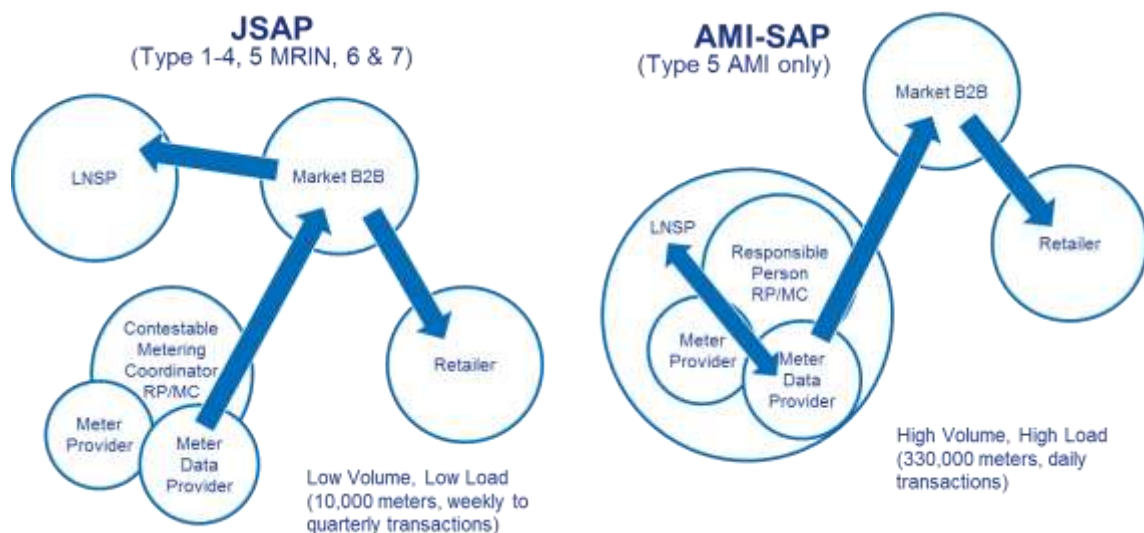 JSAP
(Type 1-4, 5 MRIN, 6 & 7)
LNSP
Market B2B
Contestable
Metering
Coordinator
RP/MC
Meter
Provider
Meter
Data
Provider
Retailer
Low Volume, Low Load
(10,000 meters, weekly to
quarterly transactions)
AMI-SAP
(Type 5 AMI only)
Market B2B
LNSP
Responsible
Person
RP/MC
Meter
Provider
Meter
Data
Provider
Retailer
High Volume, High Load
(330,000 meters, daily
transactions)